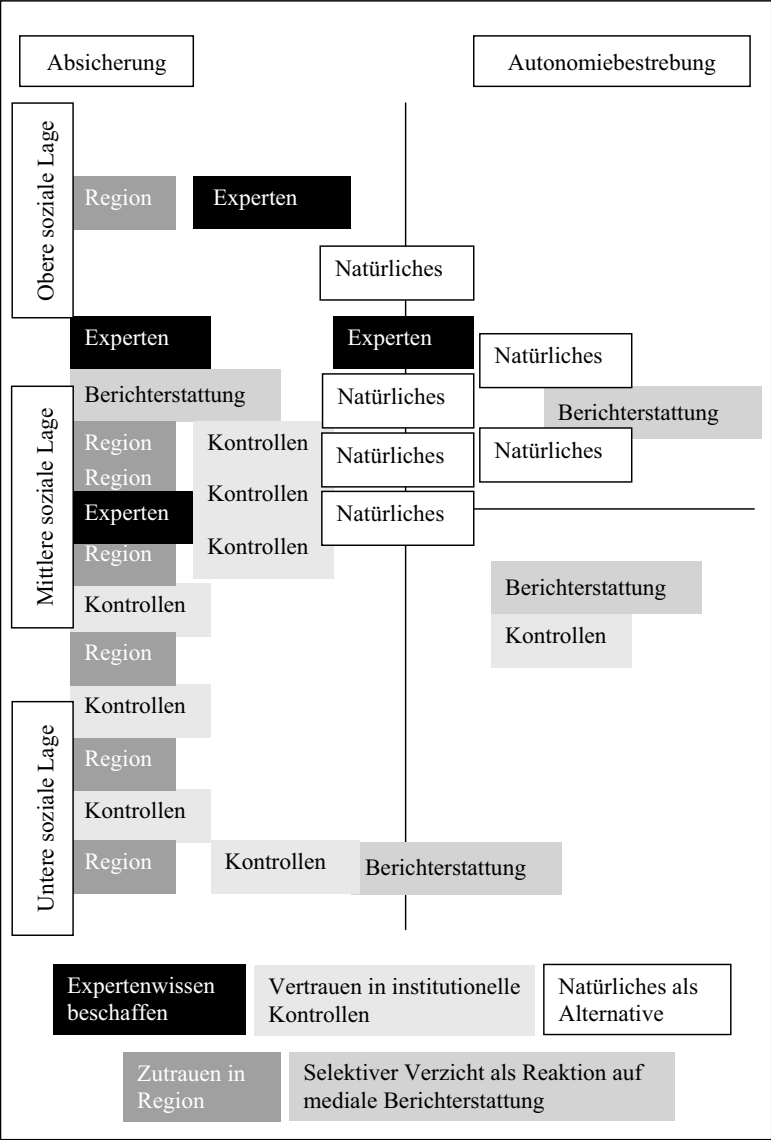 Absicherung
Autonomiebestrebung
Obere soziale Lage
Region
Experten
Natürliches
Experten
Experten
Natürliches
Mittlere soziale Lage
Berichterstattung
Natürliches
Berichterstattung
Region
Kontrollen
Natürliches
Natürliches
Region
Kontrollen
Experten
Natürliches
Region
Kontrollen
Berichterstattung
Kontrollen
Kontrollen
Region
Kontrollen
Untere soziale Lage
Region
Kontrollen
Region
Kontrollen
Berichterstattung
Expertenwissen
beschaffen
Vertrauen in institutionelle
Kontrollen
Natürliches als
Alternative
Zutrauen in
Region
Selektiver Verzicht als Reaktion auf
mediale Berichterstattung